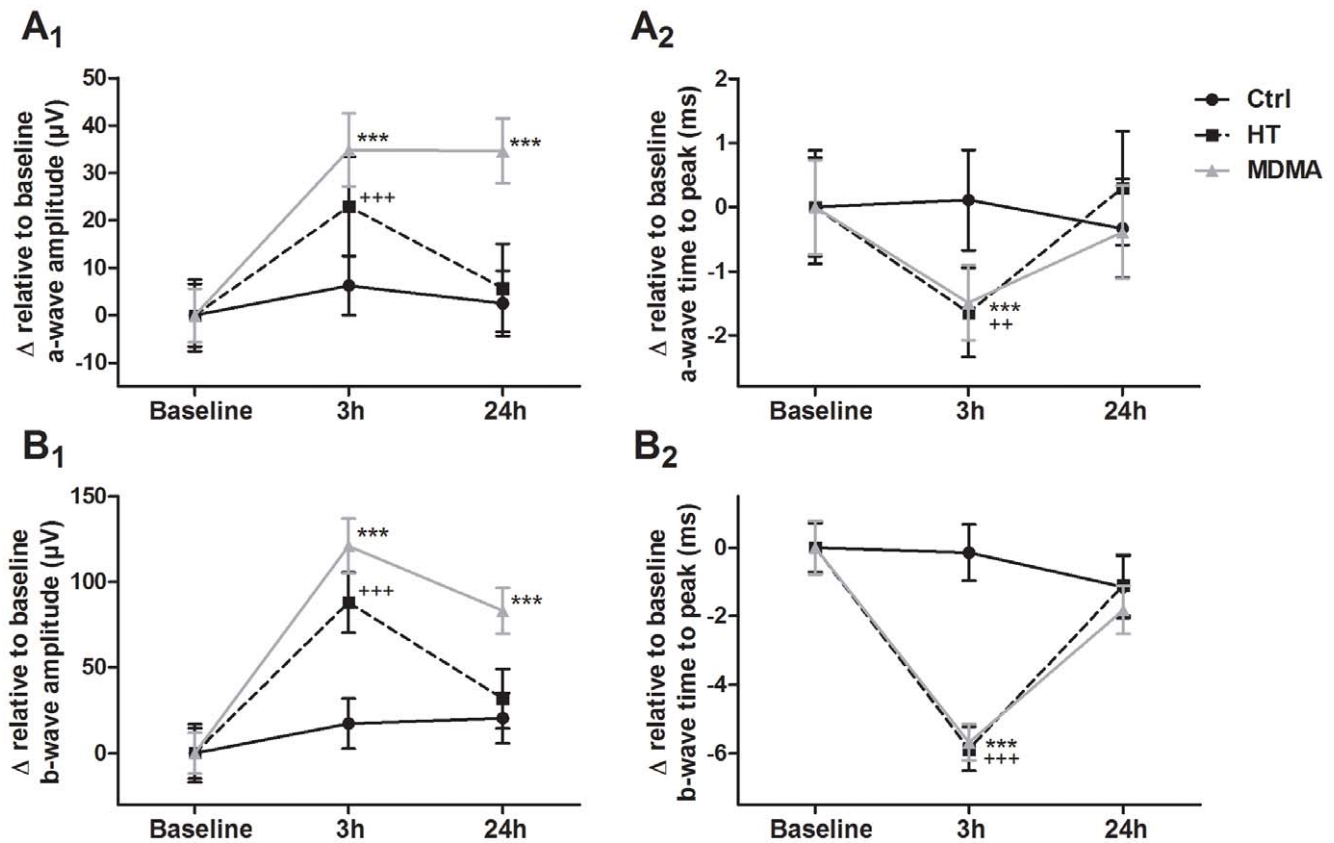 A1
Δ relative to baseline
a-wave amplitude (µV)
50
40
30
20
10
0
-10
***
+++
***
Baseline 3h 24h
A2
Δ relative to baseline
a-wave time to peak (ms)
2
1
0
-1
-2
***
++
Baseline 3h 24h
Ctrl
HT
MDMA
B1
Δ relative to baseline
b-wave amplitude (µV)
150
100
50
0
***
+++
***
Baseline 3h 24h
B2
Δ relative to baseline
b-wave time to peak (ms)
0
-2
-4
-6
***
+++
Baseline 3h 24h